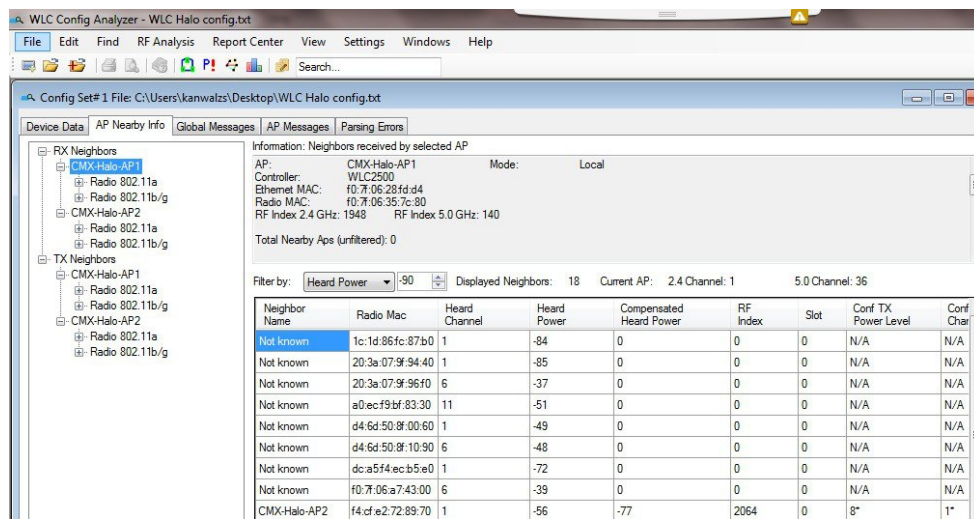 WLC Config Analyzer - WLC Halo config.txt
File Edit Find RF Analysis Report Center View Settings Windows Help
P! Search...
Config Set# 1 File: C:\Users\kanwalzs\Desktop\WLC Halo config.txt
Device Data AP Nearby Info Global Messages AP Messages Parsing Errors
RX Neighbors
CMX-Halo-AP1
Radio 802.11a
Radio 802.11b/g
CMX-Halo-AP2
Radio 802.11a
Radio 802.11b/g
TX Neighbors
CMX-Halo-AP1
Radio 802.11a
Radio 802.11b/g
CMX-Halo-AP2
Radio 802.11a
Radio 802.11b/g
Information: Neighbors received by selected AP
AP: CMX-Halo-AP1 Mode: Local
Controller: WLC2500
Ethernet MAC: f0:7f:06:28:fd:d4
Radio MAC: f0:7f:06:35:7c:80
RF Index 2.4 GHz: 1948 RF Index 5.0 GHz: 140
Total Nearby Aps (unfiltered): 0
Filter by: Heard Power -90 Displayed Neighbors: 18 Current AP: 2.4 Channel: 1 5.0 Channel: 36
Neighbor Name Radio Mac Heard Channel Heard Power Compensated Heard Power RF Index Slot Conf TX Power Level Conf Char
Not known 1c:1d:86:fc:87:b0 1 -84 0 0 0 N/A N/A
Not known 20:3a:07:9f:94:40 1 -85 0 0 0 N/A N/A
Not known 20:3a:07:9f:96:f0 6 -37 0 0 0 N/A N/A
Not known a0:ec:f9:bf:83:30 11 -51 0 0 0 N/A N/A
Not known d4:6d:50:8f:00:60 1 -49 0 0 0 N/A N/A
Not known d4:6d:50:8f:10:90 6 -48 0 0 0 N/A N/A
Not known dc:a5:f4:ec:b5:e0 1 -72 0 0 0 N/A N/A
Not known f0:7f:06:a7:43:00 6 -39 0 0 0 N/A N/A
CMX-Halo-AP2 f4:cf:e2:72:89:70 1 -56 -77 2064 0 8* 1*